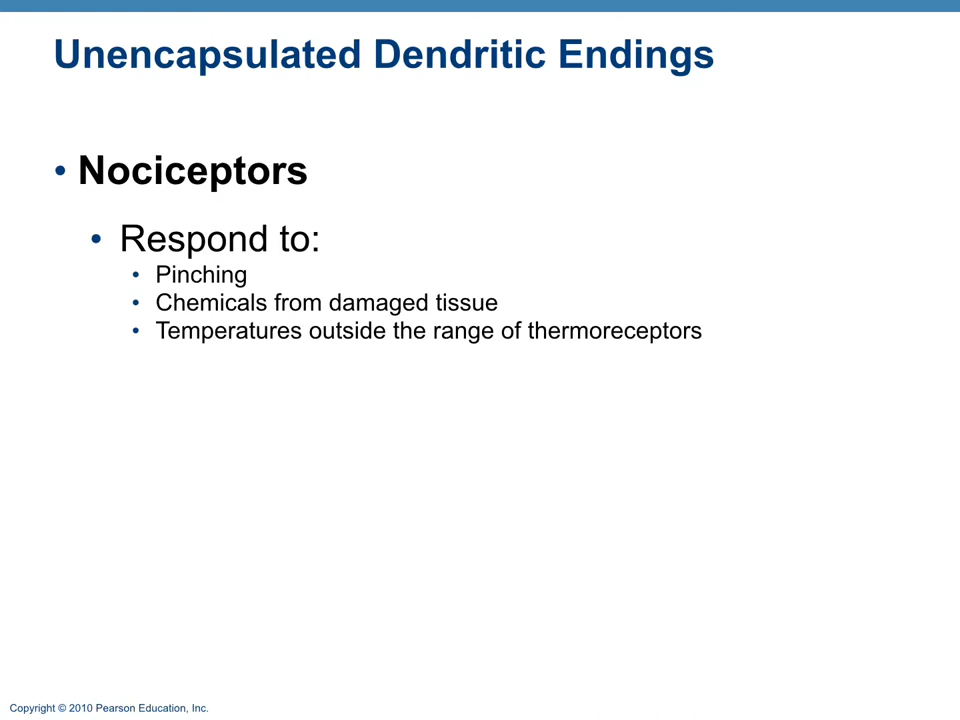 Unencapsulated Dendritic Endings
• Nociceptors
• Respond to:
• Pinching
• Chemicals from damaged tissue
• Temperatures outside the range of thermoreceptors
Copyright © 2010 Pearson Education, Inc.